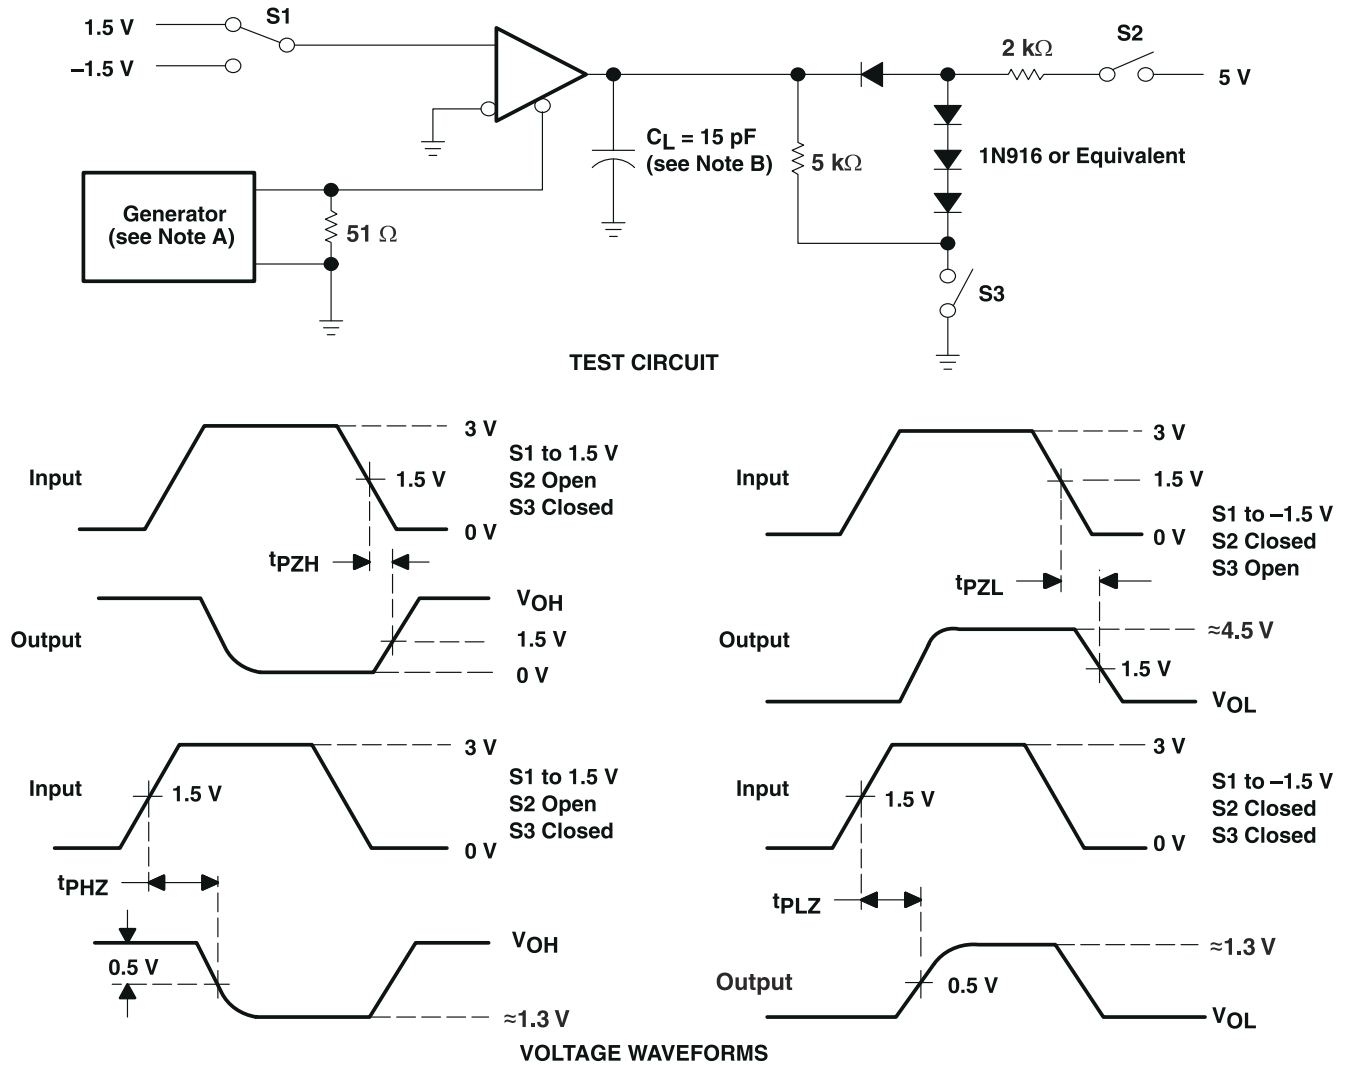 1.5 V
S1
–1.5 V
2 kΩ
S2
5 V
CL = 15 pF
(see Note B)
5 kΩ
1N916 or Equivalent
Generator
(see Note A)
51 Ω
S3
TEST CIRCUIT
Input
3 V
1.5 V
0 V
S1 to 1.5 V
S2 Open
S3 Closed
tPZH
Output
VOH
1.5 V
0 V
Input
3 V
1.5 V
0 V
S1 to –1.5 V
S2 Closed
S3 Open
tPZL
Output
≈4.5 V
1.5 V
VOL
Input
3 V
1.5 V
0 V
S1 to 1.5 V
S2 Open
S3 Closed
tPHZ
VOH
0.5 V
≈1.3 V
Input
3 V
1.5 V
0 V
S1 to –1.5 V
S2 Closed
S3 Closed
tPLZ
Output
≈1.3 V
0.5 V
VOL
VOLTAGE WAVEFORMS